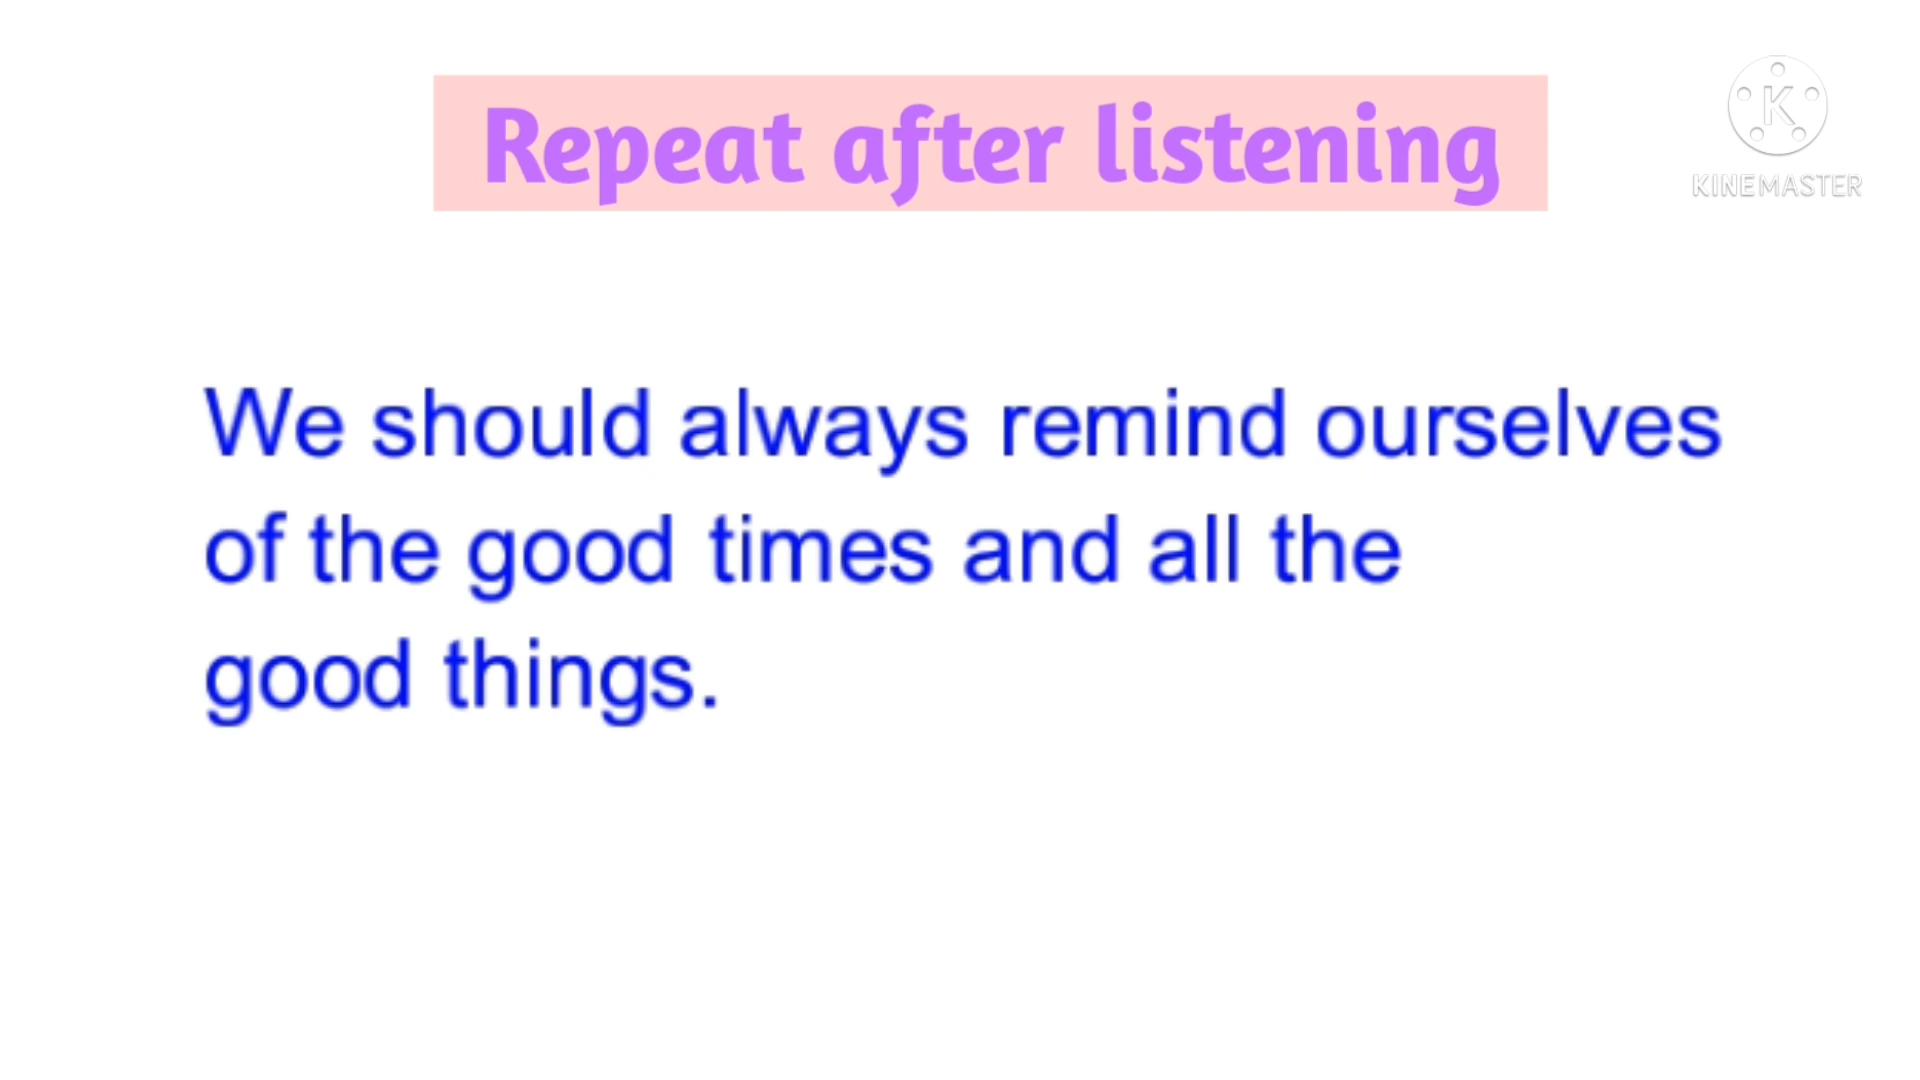 Repeat after listening
K
KINEMASTER
We should always remind ourselves
of the good times and all the
good things.